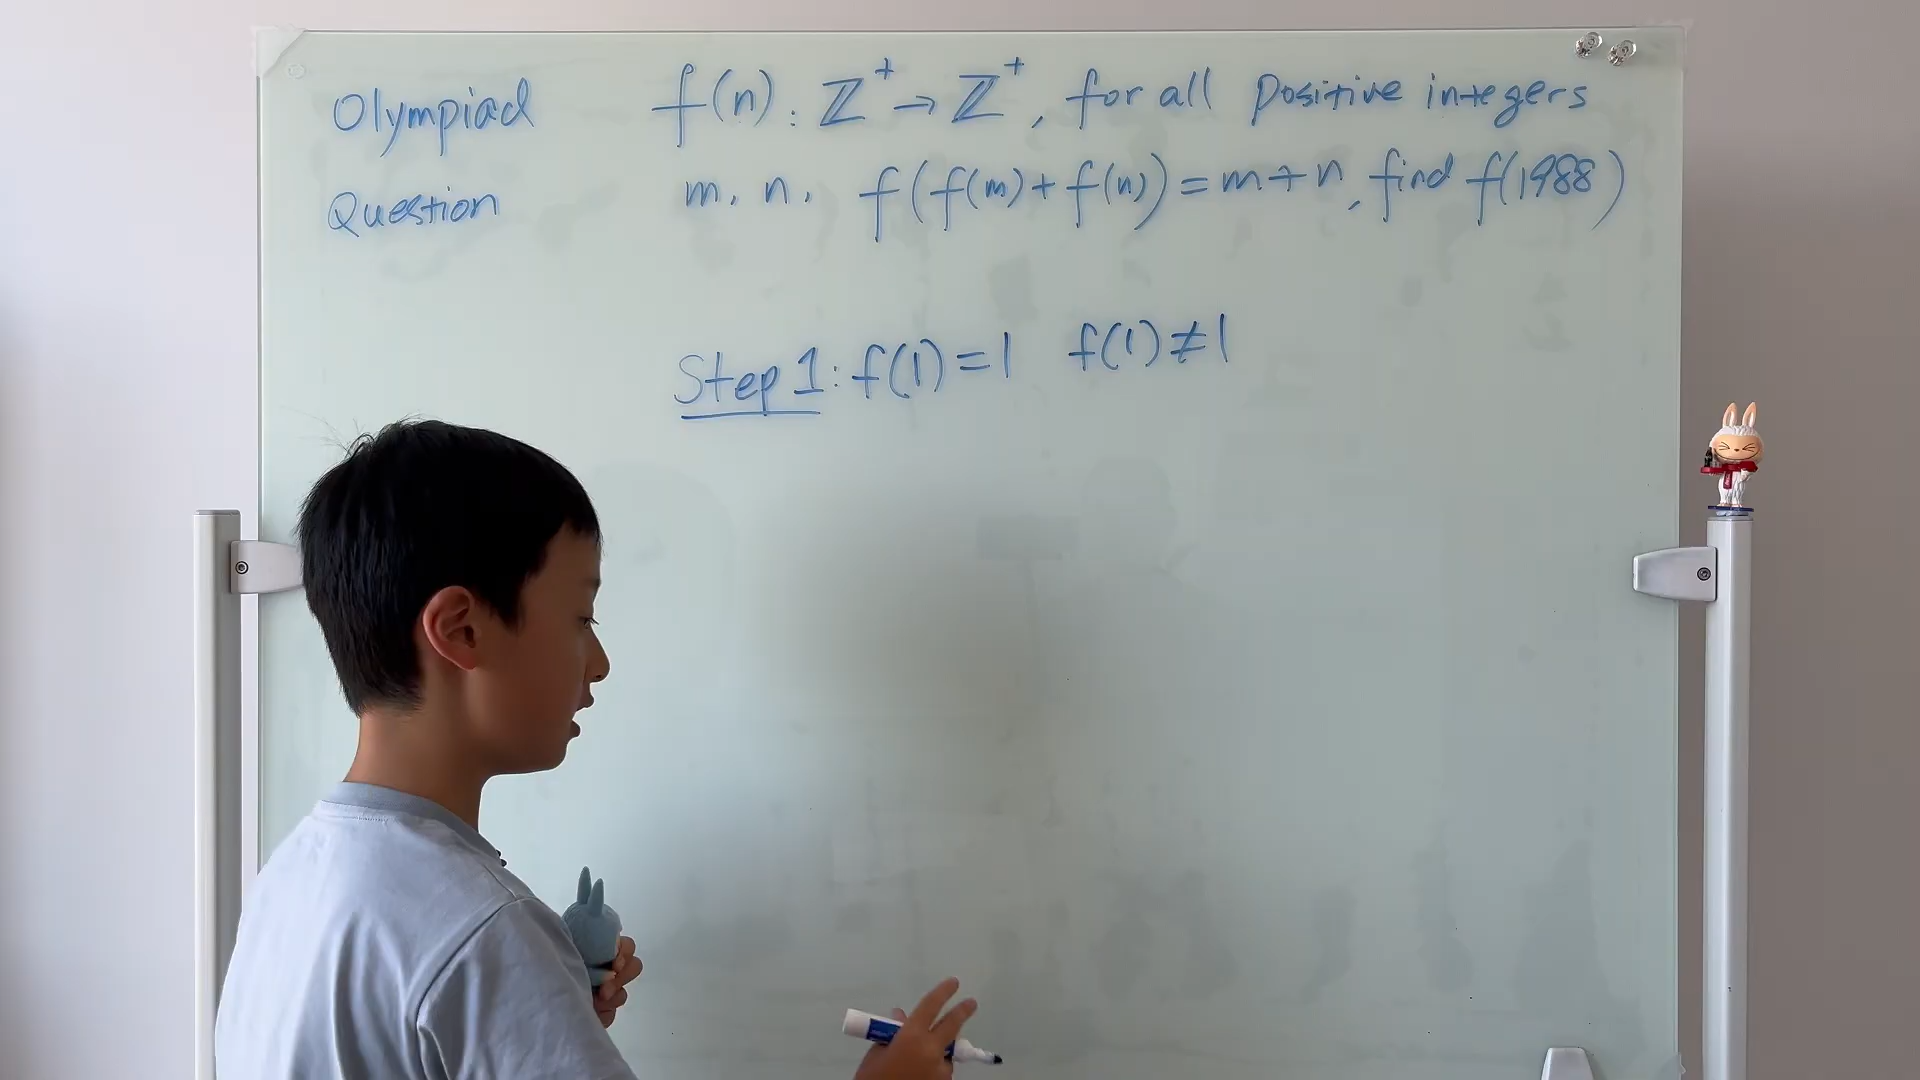 Olympiad Question
f(n): ℤ⁺→ℤ⁺, for all positive integers
m, n, f(f(m)+f(n))=m+n, find f(1988)
Step 1: f(1)=1 f(1)≠1